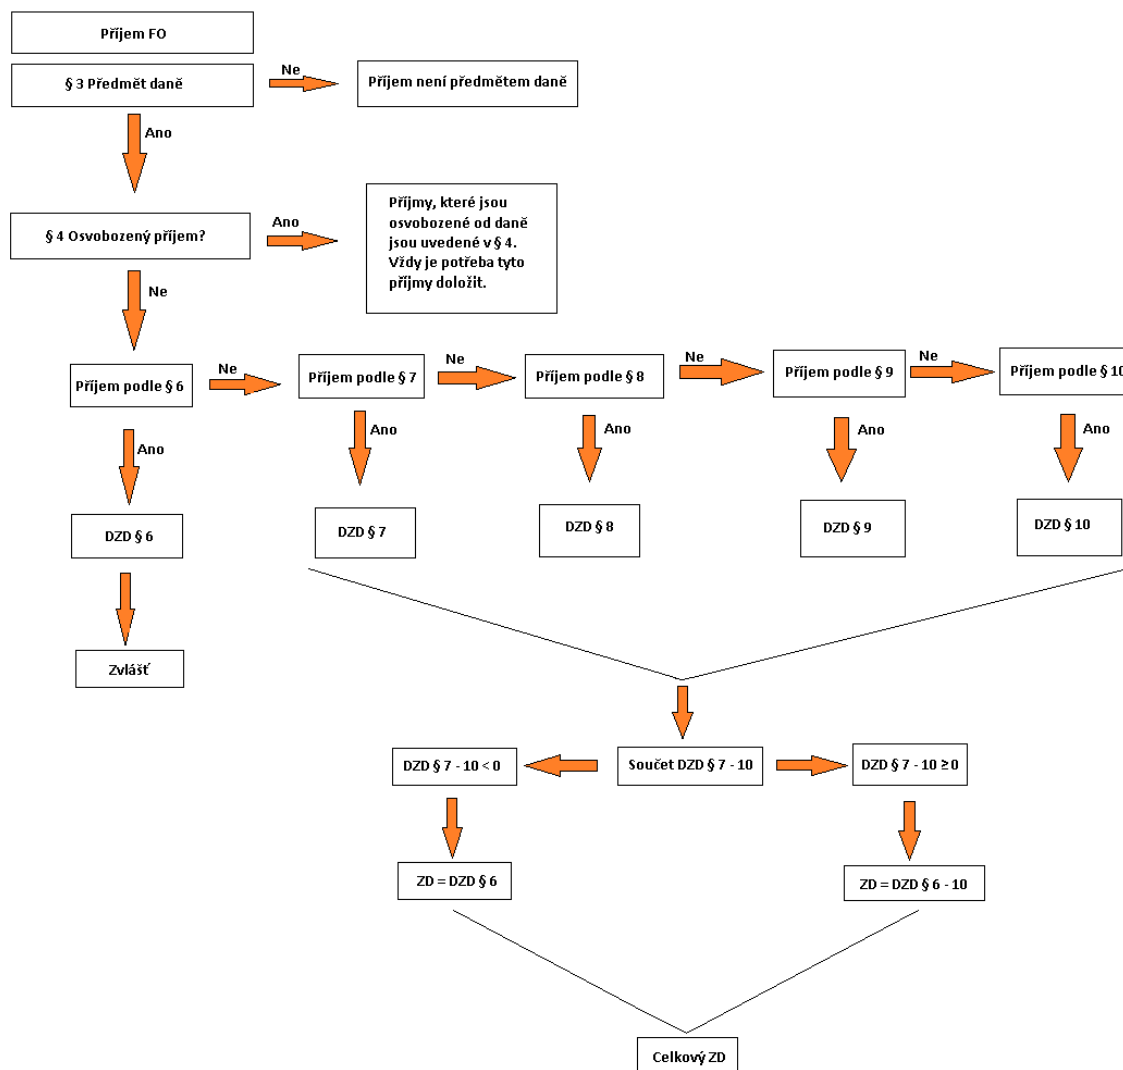 Příjem FO
§ 3 Předmět daně
Ne
Příjem není předmětem daně
Ano
§ 4 Osvobozený příjem?
Ano
Příjmy, které jsou
osvobozené od daně
jsou uvedené v § 4.
Vždy je potřeba tyto
příjmy doložit.
Ne
Příjem podle § 6
Ne
Příjem podle § 7
Ne
Příjem podle § 8
Ne
Příjem podle § 9
Ne
Příjem podle § 10
Ano
Ano
Ano
Ano
Ano
DZD § 6
DZD § 7
DZD § 8
DZD § 9
DZD § 10
Zvlášť
DZD § 7 - 10 < 0
Součet DZD § 7 - 10
DZD § 7 - 10 ≥ 0
ZD = DZD § 6
ZD = DZD § 6 - 10
Celkový ZD